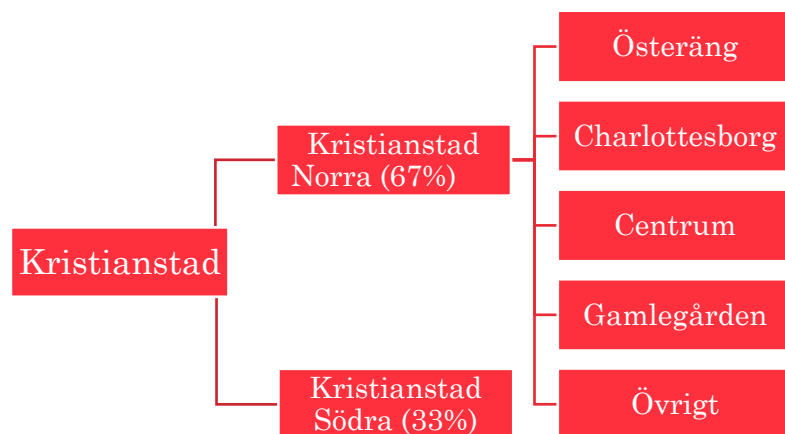 Kristianstad
Kristianstad
Norra (67%)
Kristianstad
Södra (33%)
Österäng
Charlottesborg
Centrum
Gamlegården
Övrigt